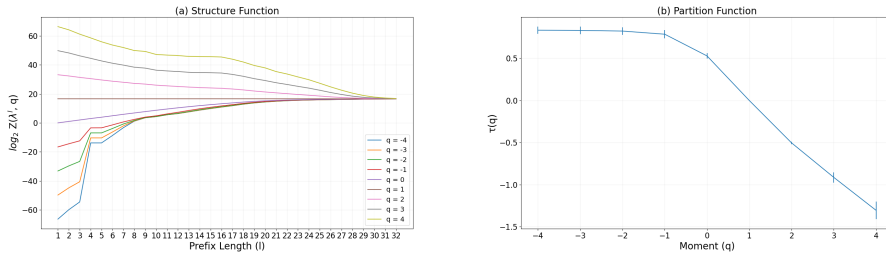 (a) Structure Function
log₂ Z(λˡ, q)
60
40
20
0
−20
−40
−60
1 2 3 4 5 6 7 8 9 10 11 12 13 14 15 16 17 18 19 20 21 22 23 24 25 26 27 28 29 30 31 32
Prefix Length (l)
q = -4
q = -3
q = -2
q = -1
q = 0
q = 1
q = 2
q = 3
q = 4
(b) Partition Function
τ(q)
0.5
0.0
−0.5
−1.0
−1.5
−4 −3 −2 −1 0 1 2 3 4
Moment (q)